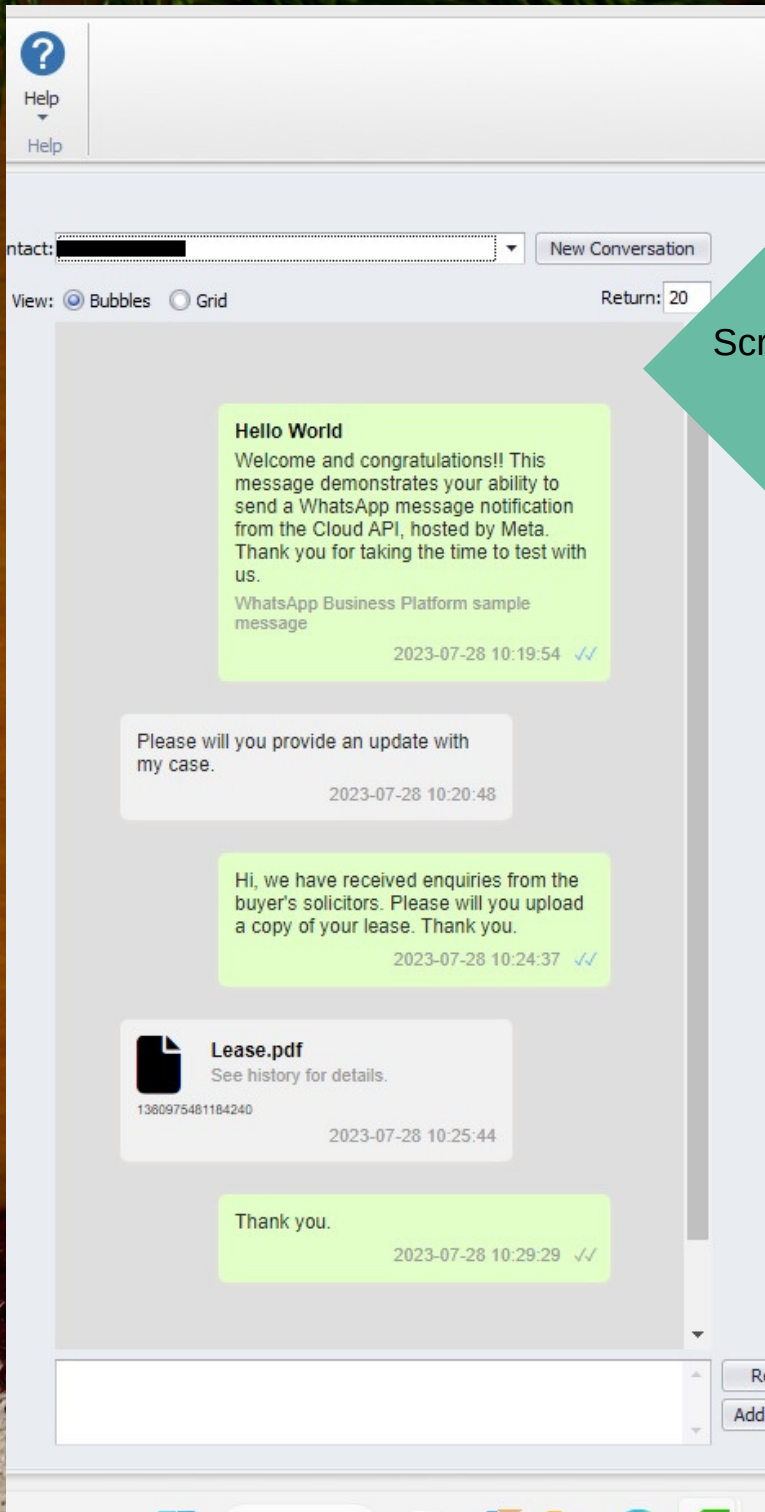 Help
Help
ntact:
New Conversation
View: Bubbles Grid
Return: 20
Scr
Hello World
Welcome and congratulations!! This
message demonstrates your ability to
send a WhatsApp message notification
from the Cloud API, hosted by Meta.
Thank you for taking the time to test with
us.
WhatsApp Business Platform sample
message
2023-07-28 10:19:54
Please will you provide an update with
my case.
2023-07-28 10:20:48
Hi, we have received enquiries from the
buyer's solicitors. Please will you upload
a copy of your lease. Thank you.
2023-07-28 10:24:37
Lease.pdf
See history for details.
1360975481184240
2023-07-28 10:25:44
Thank you.
2023-07-28 10:29:29
Re
Add